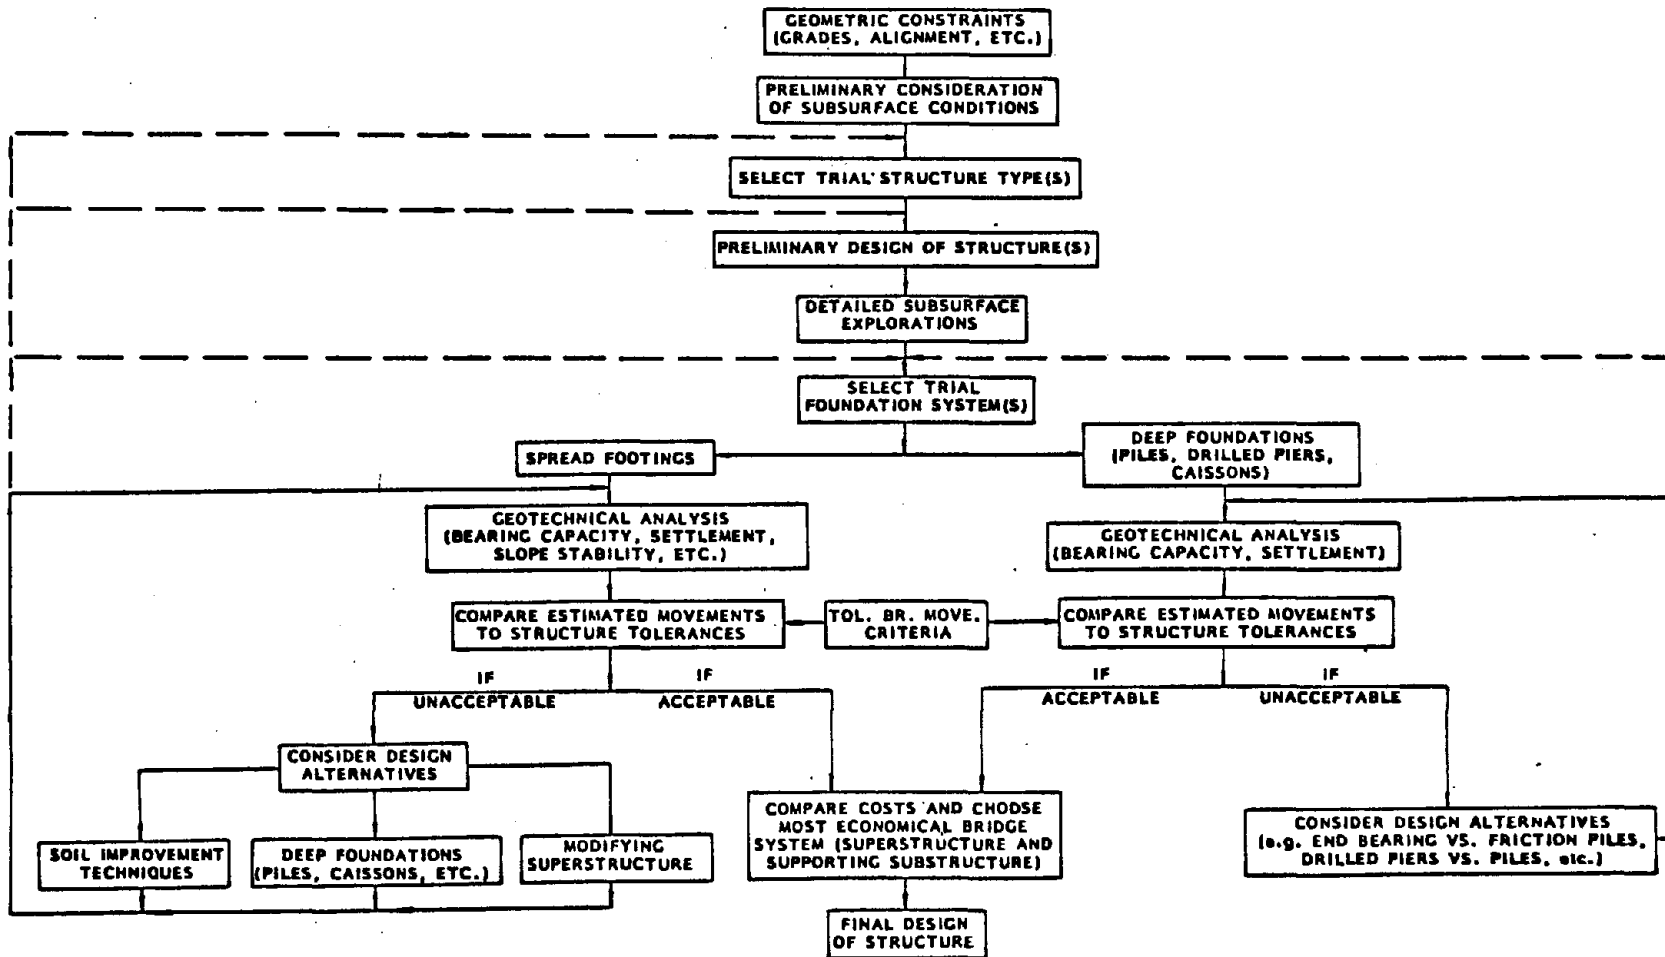 GEOMETRIC CONSTRAINTS
(GRADES, ALIGNMENT, ETC.)
PRELIMINARY CONSIDERATION
OF SUBSURFACE CONDITIONS
SELECT TRIAL STRUCTURE TYPE(S)
PRELIMINARY DESIGN OF STRUCTURE(S)
DETAILED SUBSURFACE
EXPLORATIONS
SELECT TRIAL
FOUNDATION SYSTEM(S)
SPREAD FOOTINGS
DEEP FOUNDATIONS
(PILES, DRILLED PIERS,
CAISSONS)
GEOTECHNICAL ANALYSIS
(BEARING CAPACITY, SETTLEMENT,
SLOPE STABILITY, ETC.)
GEOTECHNICAL ANALYSIS
(BEARING CAPACITY, SETTLEMENT)
COMPARE ESTIMATED MOVEMENTS
TO STRUCTURE TOLERANCES
TOL. BR. MOVE.
CRITERIA
COMPARE ESTIMATED MOVEMENTS
TO STRUCTURE TOLERANCES
IF
UNACCEPTABLE
IF
ACCEPTABLE
IF
ACCEPTABLE
IF
UNACCEPTABLE
CONSIDER DESIGN
ALTERNATIVES
SOIL IMPROVEMENT
TECHNIQUES
DEEP FOUNDATIONS
(PILES, CAISSONS, ETC.)
MODIFYING
SUPERSTRUCTURE
COMPARE COSTS AND CHOOSE
MOST ECONOMICAL BRIDGE
SYSTEM (SUPERSTRUCTURE AND
SUPPORTING SUBSTRUCTURE)
CONSIDER DESIGN ALTERNATIVES
(e.g. END BEARING VS. FRICTION PILES,
DRILLED PIERS VS. PILES, etc.)
FINAL DESIGN
OF STRUCTURE